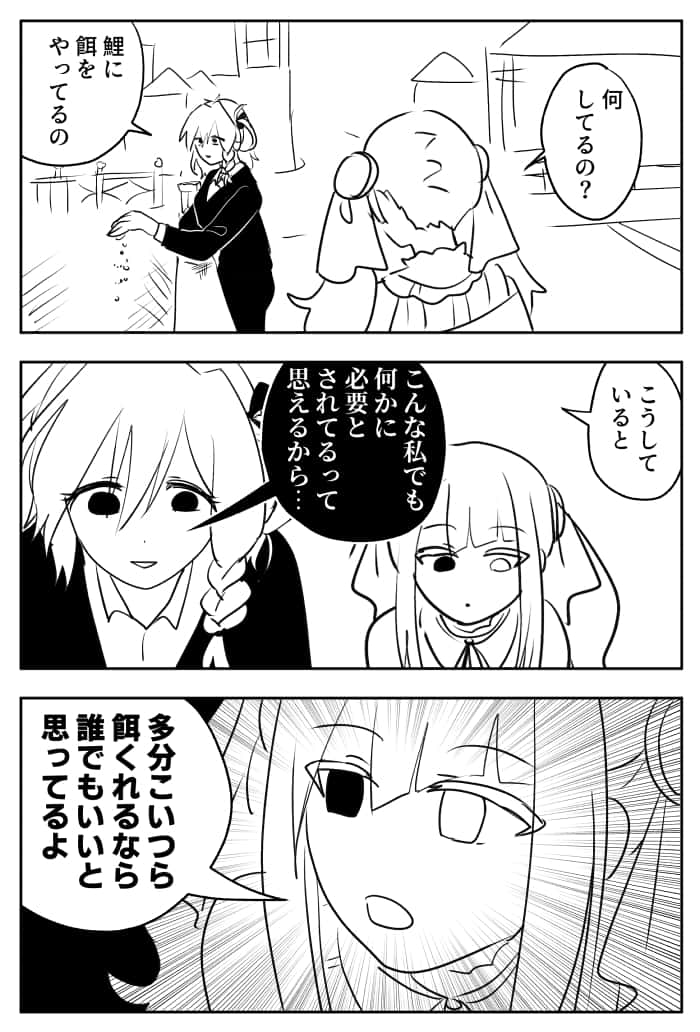 何
してるの？
鯉に
餌を
やってるの
こうして
いると
こんな私でも
何かに
必要と
されてるって
思えるから…
多分こいつら
餌くれるなら
誰でもいいと
思ってるよ